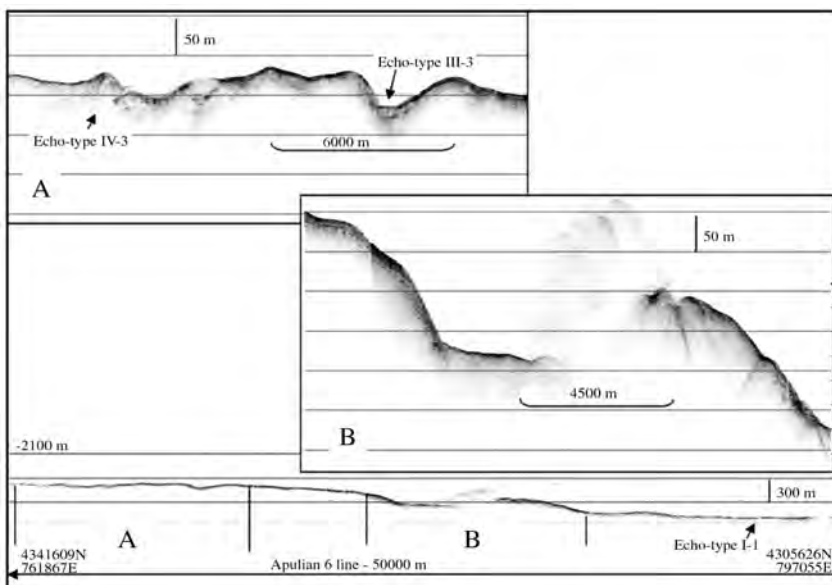 50 m
Echo-type III-3
Echo-type IV-3
6000 m
A
50 m
4500 m
B
-2100 m
300 m
A
B
Echo-type I-1
4341609N
761867E
Apulian 6 line - 50000 m
4305626N
797055E